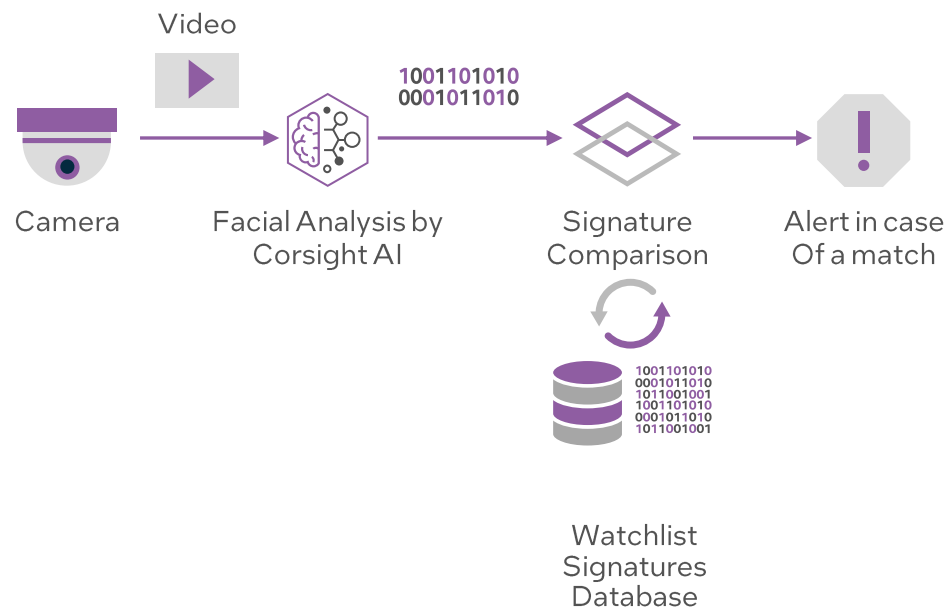 Video
1001101010
0001011010
Camera
Facial Analysis by
Corsight AI
Signature
Comparison
Alert in case
Of a match
1001101010
0001011010
1011001001
1001101010
0001011010
1011001001
Watchlist
Signatures
Database